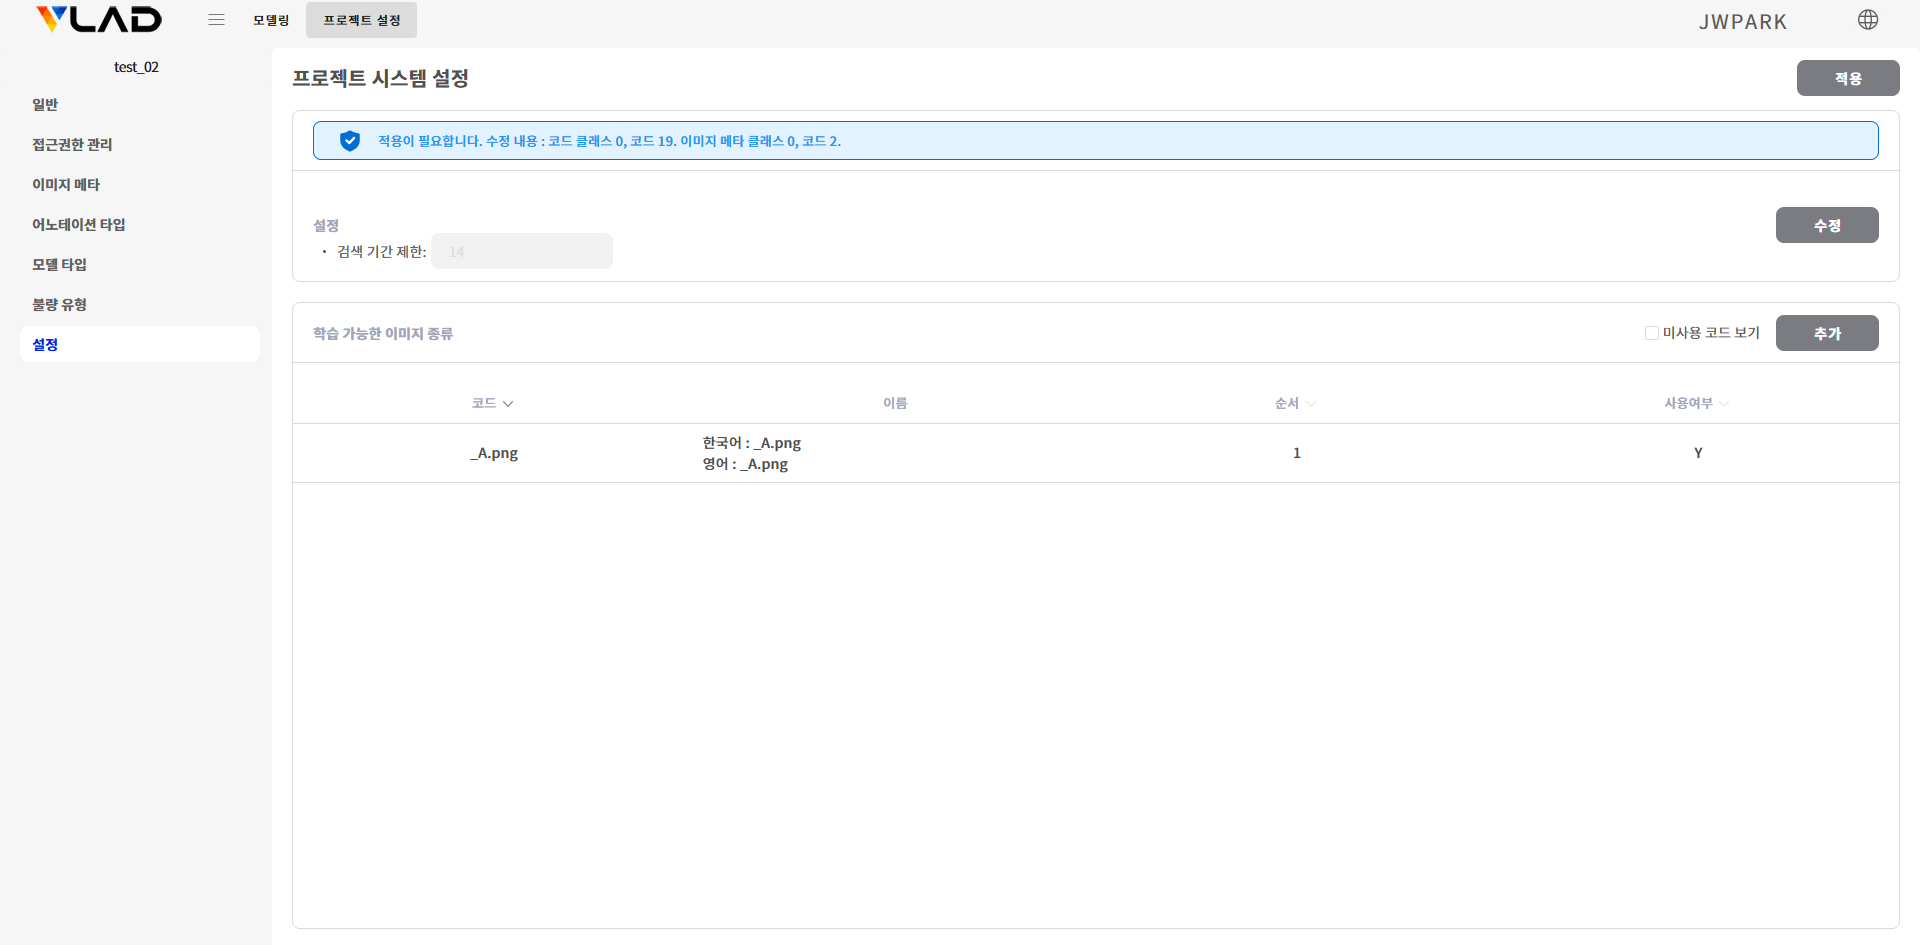 VLAD
모델링
프로젝트 설정
JWPARK
test_02
일반
접근권한 관리
이미지 메타
어노테이션 타입
모델 타입
불량 유형
설정
프로젝트 시스템 설정
적용
적용이 필요합니다. 수정 내용 : 코드 클래스 0, 코드 19. 이미지 메타 클래스 0, 코드 2.
설정
수정
• 검색 기간 제한: 14
학습 가능한 이미지 종류
미사용 코드 보기
추가
코드 이름 순서 사용여부
_A.png
한국어 : _A.png
영어 : _A.png
1
Y